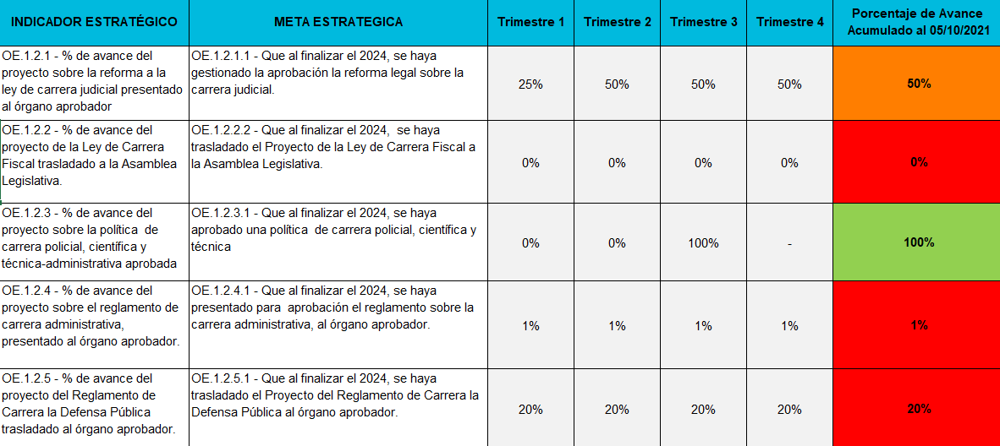 INDICADOR ESTRATÉGICO META ESTRATEGICA Trimestre 1 Trimestre 2 Trimestre 3 Trimestre 4 Porcentaje de Avance
Acumulado al 05/10/2021
OE.1.2.1 - % de avance del
proyecto sobre la reforma a la
ley de carrera judicial presentado
al órgano aprobador
OE.1.2.1.1 - Que al finalizar el 2024, se haya
gestionado la aprobación la reforma legal sobre la
carrera judicial.
25% 50% 50% 50% 50%
OE.1.2.2 - % de avance del
proyecto de la Ley de Carrera
Fiscal trasladado a la Asamblea
Legislativa.
OE.1.2.2.2 - Que al finalizar el 2024,  se haya
trasladado el Proyecto de la Ley de Carrera Fiscal a
la Asamblea Legislativa.
0% 0% 0% 0% 0%
OE.1.2.3 - % de avance del
proyecto sobre la política  de
carrera policial, científica y
técnica-administrativa aprobada
OE.1.2.3.1 - Que al finalizar el 2024, se haya
aprobado una política  de carrera policial, científica y
técnica
0% 0% 100% - 100%
OE.1.2.4 - % de avance del
proyecto sobre el reglamento de
carrera administrativa,
presentado al órgano aprobador.
OE.1.2.4.1 - Que al finalizar el 2024, se haya
presentado para  aprobación el reglamento sobre la
carrera administrativa, al órgano aprobador.
1% 1% 1% 1% 1%
OE.1.2.5 - % de avance del
proyecto del Reglamento de
Carrera la Defensa Pública
trasladado al órgano aprobador.
OE.1.2.5.1 - Que al finalizar el 2024, se haya
trasladado el Proyecto del Reglamento de Carrera la
Defensa Pública al órgano aprobador.
20% 20% 20% 20% 20%